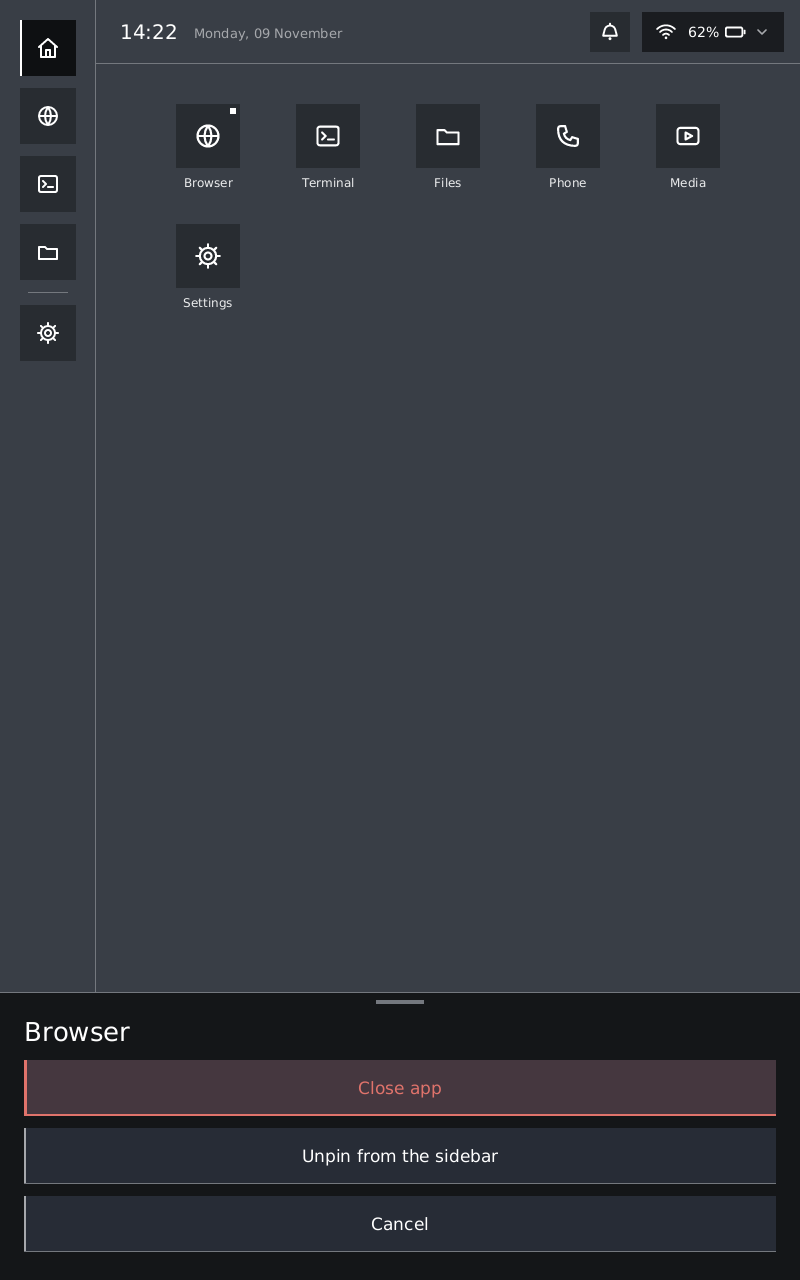 14:22 Monday, 09 November 62%
Browser Terminal Files Phone Media
Settings
Browser
Close app
Unpin from the sidebar
Cancel